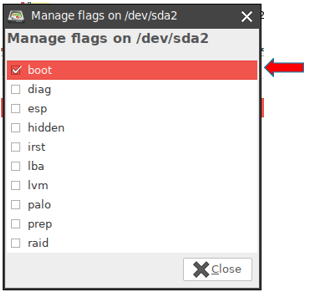 Manage flags on /dev/sda2
Manage flags on /dev/sda2
boot
diag
esp
hidden
irst
lba
lvm
palo
prep
raid
Close